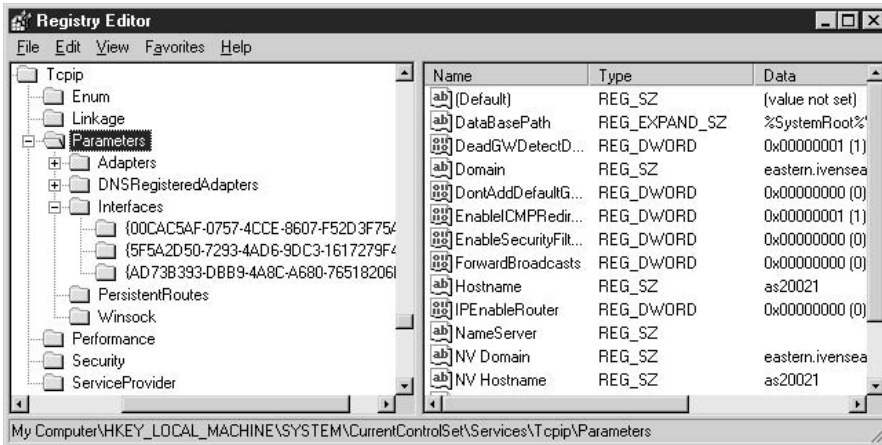 Registry Editor
File Edit View Favorites Help
Tcpip
Enum
Linkage
Parameters
Adapters
DNSRegisteredAdapters
Interfaces
{00CAC5AF-0757-4CCE-8607-F52D3F75A
{5F5A2D50-7293-4AD6-9DC3-1617279F4
{AD73B393-DBB9-4A8C-A680-76518206
PersistentRoutes
Winsock
Performance
Security
ServiceProvider
Name Type Data
(Default) REG_SZ (value not set)
DataBasePath REG_EXPAND_SZ %SystemRoot%\
DeadGWDetectD... REG_DWORD 0x00000001 (1)
Domain REG_SZ eastern.ivensea
DontAddDefaultG... REG_DWORD 0x00000000 (0)
EnableICMPRedir... REG_DWORD 0x00000001 (1)
EnableSecurityFilt... REG_DWORD 0x00000000 (0)
ForwardBroadcasts REG_DWORD 0x00000000 (0)
Hostname REG_SZ as20021
IPEnableRouter REG_DWORD 0x00000000 (0)
NameServer REG_SZ
NV Domain REG_SZ eastern.ivensea
NV Hostname REG_SZ as20021
My Computer\HKEY_LOCAL_MACHINE\SYSTEM\CurrentControlSet\Services\Tcpip\Parameters